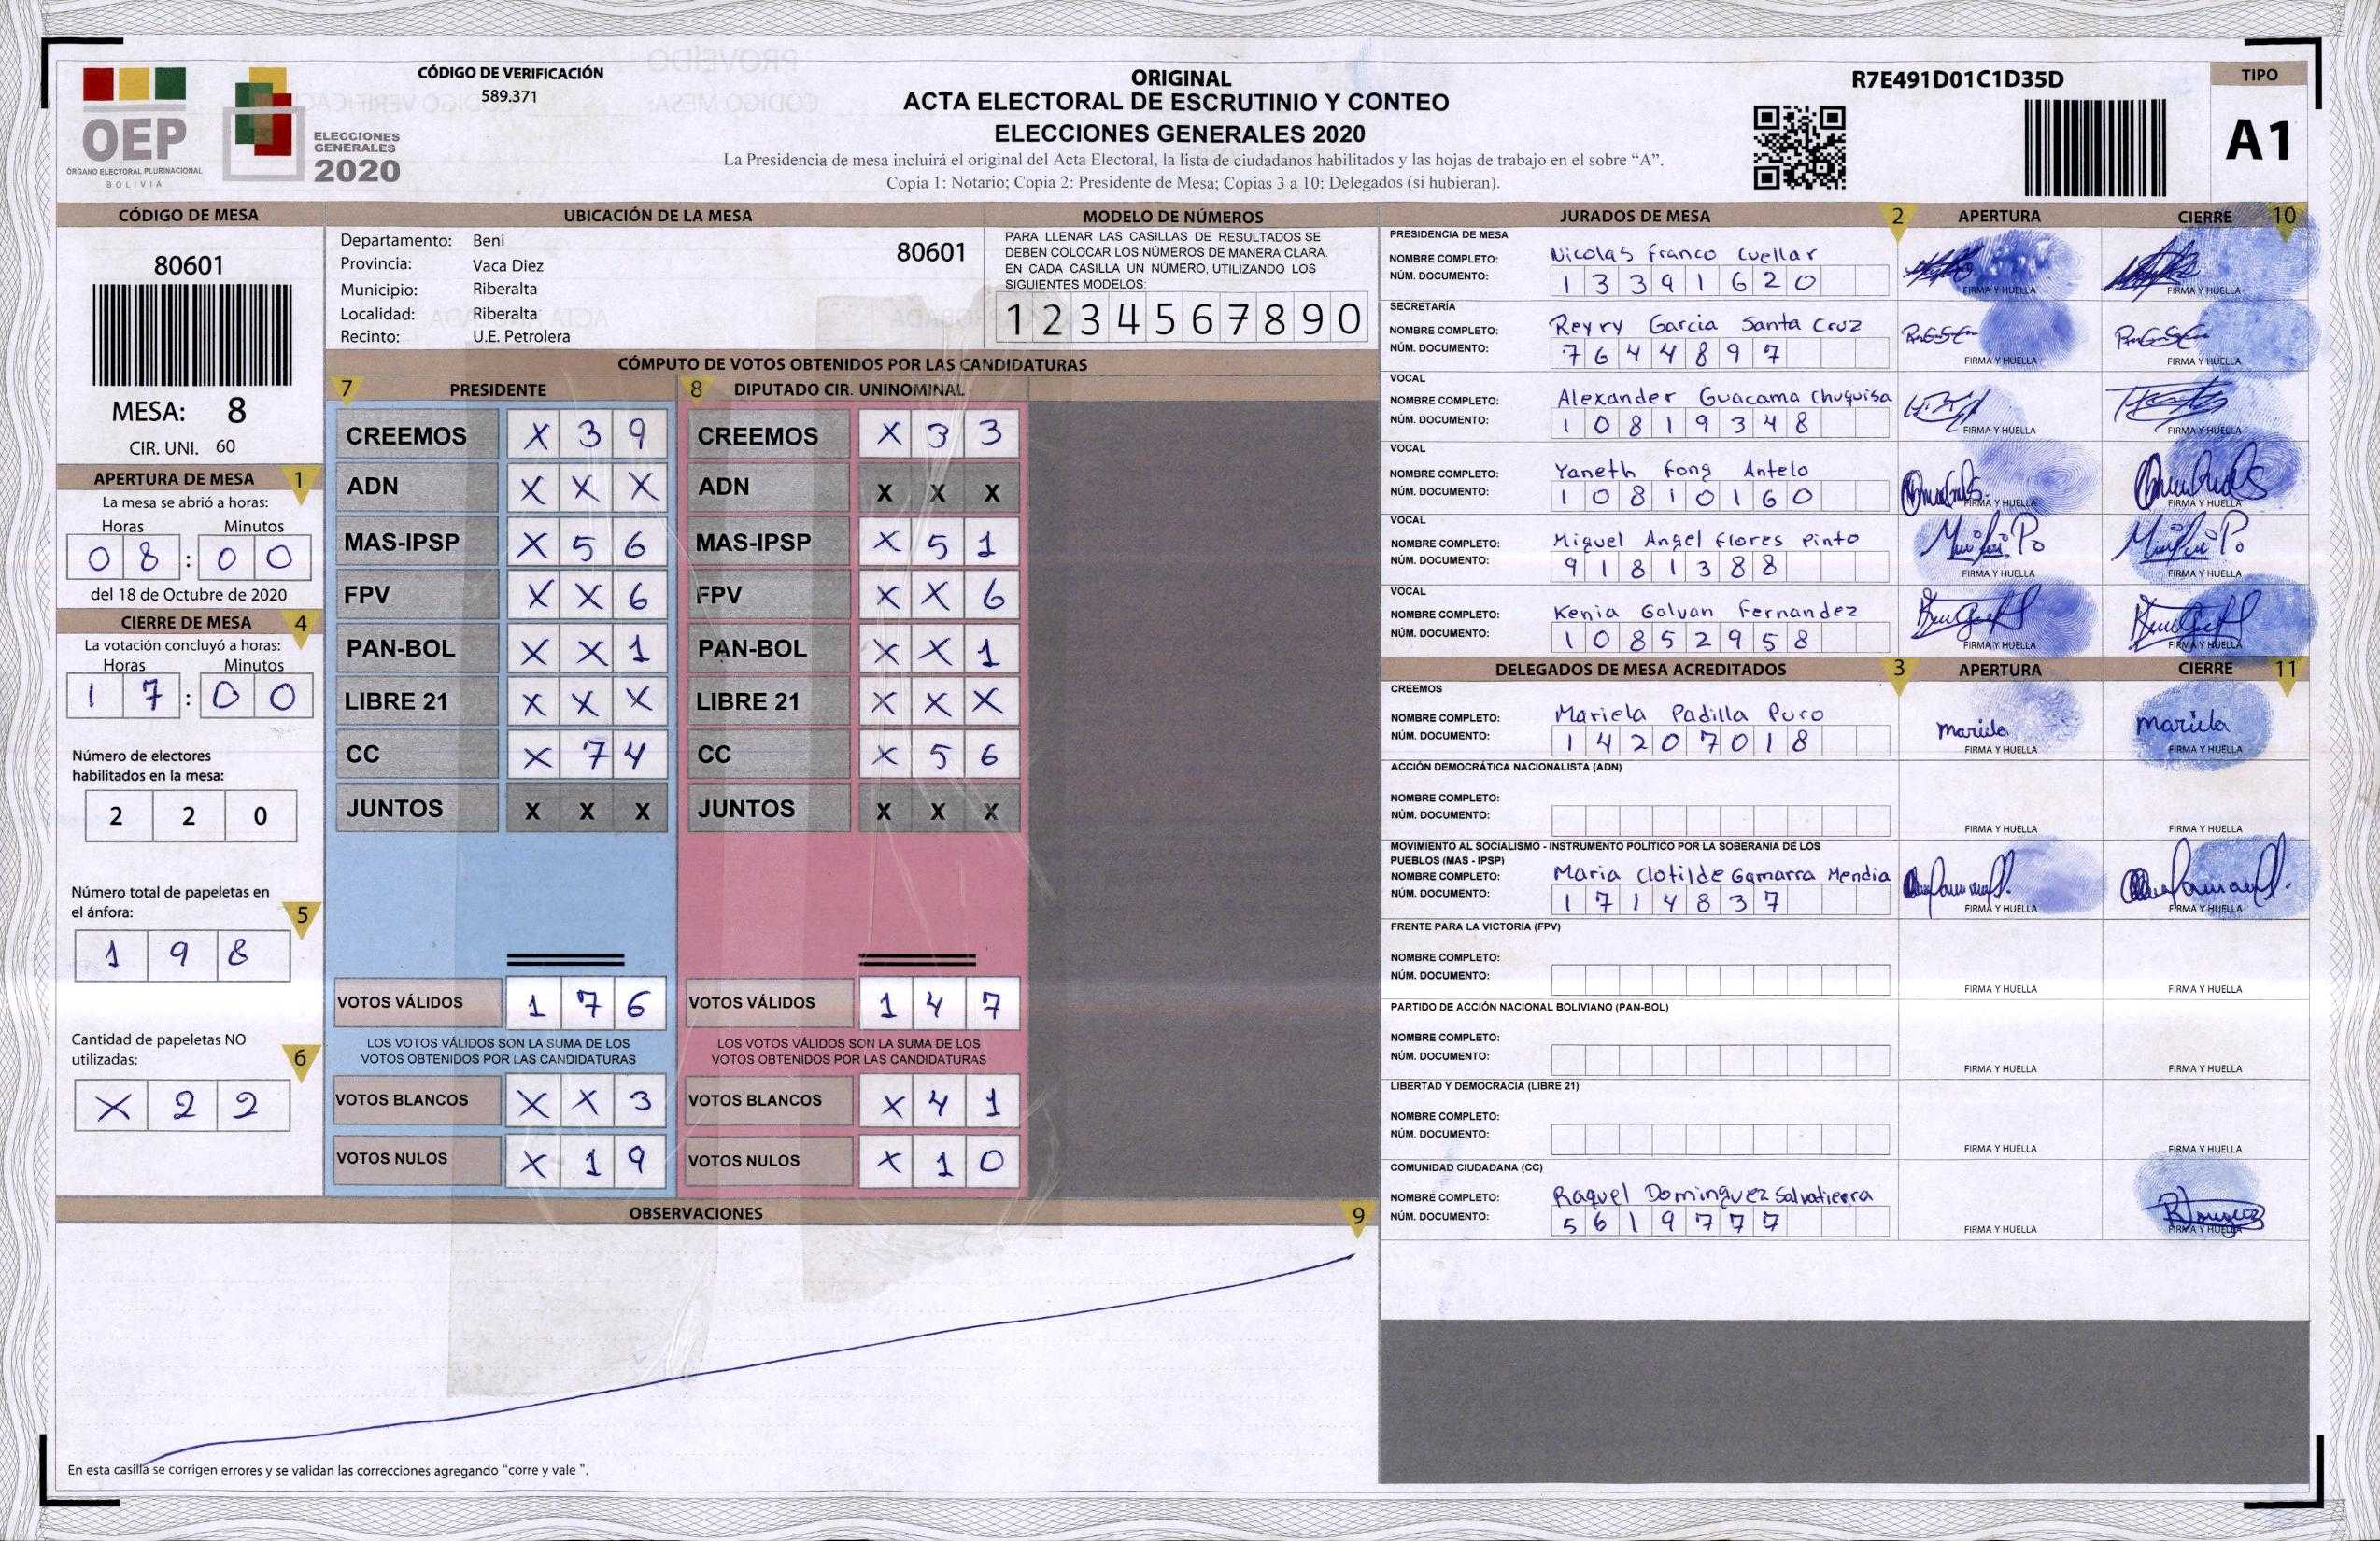 CÓDIGO DE VERIFICACIÓN
589.371
ORIGINAL
ACTA ELECTORAL DE ESCRUTINIO Y CONTEO
ELECCIONES GENERALES 2020
La Presidencia de mesa incluirá el original del Acta Electoral, la lista de ciudadanos habilitados y las hojas de trabajo en el sobre “A”.
Copia 1: Notario; Copia 2: Presidente de Mesa; Copias 3 a 10: Delegados (si hubieran).
R7E491D01C1D35D
TIPO
A1
OEP
ÓRGANO ELECTORAL PLURINACIONAL
BOLIVIA
ELECCIONES
GENERALES
2020
CÓDIGO DE MESA
80601
MESA: 8
CIR. UNI. 60
APERTURA DE MESA 1
La mesa se abrió a horas:
Horas Minutos
0 8 : 0 0
del 18 de Octubre de 2020
CIERRE DE MESA 4
La votación concluyó a horas:
Horas Minutos
1 7 : 0 0
Número de electores
habilitados en la mesa:
2 2 0
Número total de papeletas en
el ánfora: 5
1 9 8
Cantidad de papeletas NO
utilizadas: 6
X 2 2
UBICACIÓN DE LA MESA
Departamento: Beni
Provincia: Vaca Diez
Municipio: Riberalta
Localidad: Riberalta
Recinto: U.E. Petrolera
80601
MODELO DE NÚMEROS
PARA LLENAR LAS CASILLAS DE RESULTADOS SE
DEBEN COLOCAR LOS NÚMEROS DE MANERA CLARA.
EN CADA CASILLA UN NÚMERO, UTILIZANDO LOS
SIGUIENTES MODELOS:
1 2 3 4 5 6 7 8 9 0
CÓMPUTO DE VOTOS OBTENIDOS POR LAS CANDIDATURAS
7 PRESIDENTE
CREEMOS X 3 9
ADN X X X
MAS-IPSP X 5 6
FPV X X 6
PAN-BOL X X 1
LIBRE 21 X X X
CC X 7 4
JUNTOS X X X
VOTOS VÁLIDOS 1 7 6
LOS VOTOS VÁLIDOS SON LA SUMA DE LOS
VOTOS OBTENIDOS POR LAS CANDIDATURAS
VOTOS BLANCOS X X 3
VOTOS NULOS X 1 9
8 DIPUTADO CIR. UNINOMINAL
CREEMOS X 3 3
ADN X X X
MAS-IPSP X 5 1
FPV X X 6
PAN-BOL X X 1
LIBRE 21 X X X
CC X 5 6
JUNTOS X X X
VOTOS VÁLIDOS 1 4 7
LOS VOTOS VÁLIDOS SON LA SUMA DE LOS
VOTOS OBTENIDOS POR LAS CANDIDATURAS
VOTOS BLANCOS X 4 1
VOTOS NULOS X 1 0
OBSERVACIONES 9
En esta casilla se corrigen errores y se validan las correcciones agregando “corre y vale ”.
JURADOS DE MESA 2 APERTURA CIERRE 10
PRESIDENCIA DE MESA
NOMBRE COMPLETO: Nicolas Franco Cuellar
NÚM. DOCUMENTO: 1 3 3 9 1 6 2 0
FIRMA Y HUELLA FIRMA Y HUELLA
SECRETARÍA
NOMBRE COMPLETO: Reyry Garcia Santa Cruz
NÚM. DOCUMENTO: 7 6 4 4 8 9 7
FIRMA Y HUELLA FIRMA Y HUELLA
VOCAL
NOMBRE COMPLETO: Alexander Guacama Chuquisa
NÚM. DOCUMENTO: 1 0 8 1 9 3 4 8
FIRMA Y HUELLA FIRMA Y HUELLA
VOCAL
NOMBRE COMPLETO: Yaneth Fong Antelo
NÚM. DOCUMENTO: 1 0 8 1 0 1 6 0
FIRMA Y HUELLA FIRMA Y HUELLA
VOCAL
NOMBRE COMPLETO: Miguel Angel Flores Pinto
NÚM. DOCUMENTO: 9 1 8 1 3 8 8
FIRMA Y HUELLA FIRMA Y HUELLA
VOCAL
NOMBRE COMPLETO: Kenia Galvan Fernandez
NÚM. DOCUMENTO: 1 0 8 5 2 9 5 8
FIRMA Y HUELLA FIRMA Y HUELLA
DELEGADOS DE MESA ACREDITADOS 3 APERTURA CIERRE 11
CREEMOS
NOMBRE COMPLETO: Mariela Padilla Puro
NÚM. DOCUMENTO: 1 4 2 0 7 0 1 8
mariela mariela
FIRMA Y HUELLA FIRMA Y HUELLA
ACCIÓN DEMOCRÁTICA NACIONALISTA (ADN)
NOMBRE COMPLETO:
NÚM. DOCUMENTO:
FIRMA Y HUELLA FIRMA Y HUELLA
MOVIMIENTO AL SOCIALISMO - INSTRUMENTO POLÍTICO POR LA SOBERANIA DE LOS
PUEBLOS (MAS - IPSP)
NOMBRE COMPLETO: Maria Clotilde Gamarra Mendia
NÚM. DOCUMENTO: 1 7 1 4 8 3 7
FIRMA Y HUELLA FIRMA Y HUELLA
FRENTE PARA LA VICTORIA (FPV)
NOMBRE COMPLETO:
NÚM. DOCUMENTO:
FIRMA Y HUELLA FIRMA Y HUELLA
PARTIDO DE ACCIÓN NACIONAL BOLIVIANO (PAN-BOL)
NOMBRE COMPLETO:
NÚM. DOCUMENTO:
FIRMA Y HUELLA FIRMA Y HUELLA
LIBERTAD Y DEMOCRACIA (LIBRE 21)
NOMBRE COMPLETO:
NÚM. DOCUMENTO:
FIRMA Y HUELLA FIRMA Y HUELLA
COMUNIDAD CIUDADANA (CC)
NOMBRE COMPLETO: Raquel Dominguez Salvatierra
NÚM. DOCUMENTO: 5 6 1 9 7 7 7
FIRMA Y HUELLA FIRMA Y HUELLA